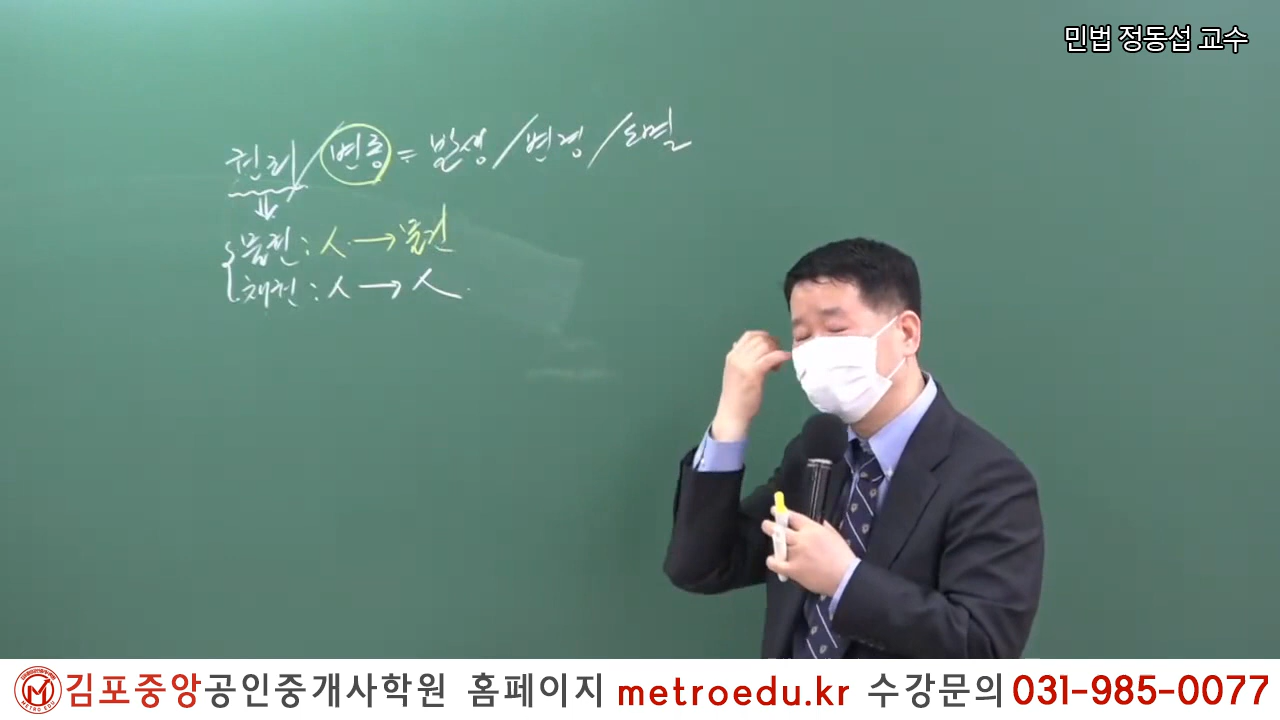 민법 정동섭 교수
권리 / 변동 = 발생 / 변경 / 소멸
물권 : 人 → 물건
채권 : 人 → 人
김포중앙공인중개사학원 홈페이지 metroedu.kr 수강문의 031-985-0077
METRO EDU